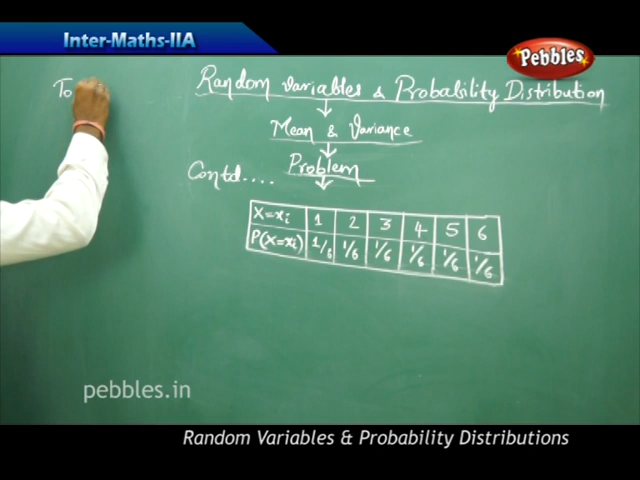 Inter-Maths-IIA
Pebbles
To
Random Variables & Probability Distribution
Mean & Variance
Problem
Contd....
X=xi 1 2 3 4 5 6
P(X=xi) 1/6 1/6 1/6 1/6 1/6 1/6
pebbles.in
Random Variables & Probability Distributions